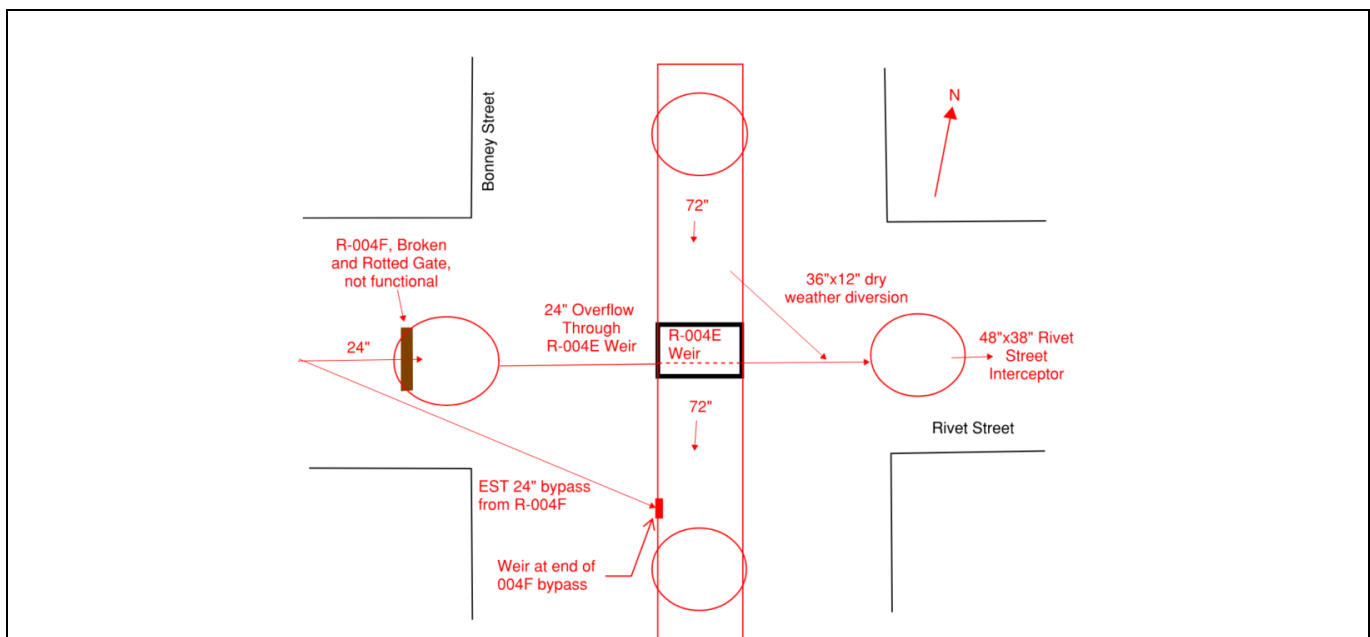 Bonney Street
N
72"
R-004F, Broken
and Rotted Gate,
not functional
36"x12" dry
weather diversion
24" Overflow
Through
R-004E Weir
R-004E
Weir
24"
48"x38" Rivet
Street
Interceptor
72"
Rivet Street
EST 24" bypass
from R-004F
Weir at end of
004F bypass